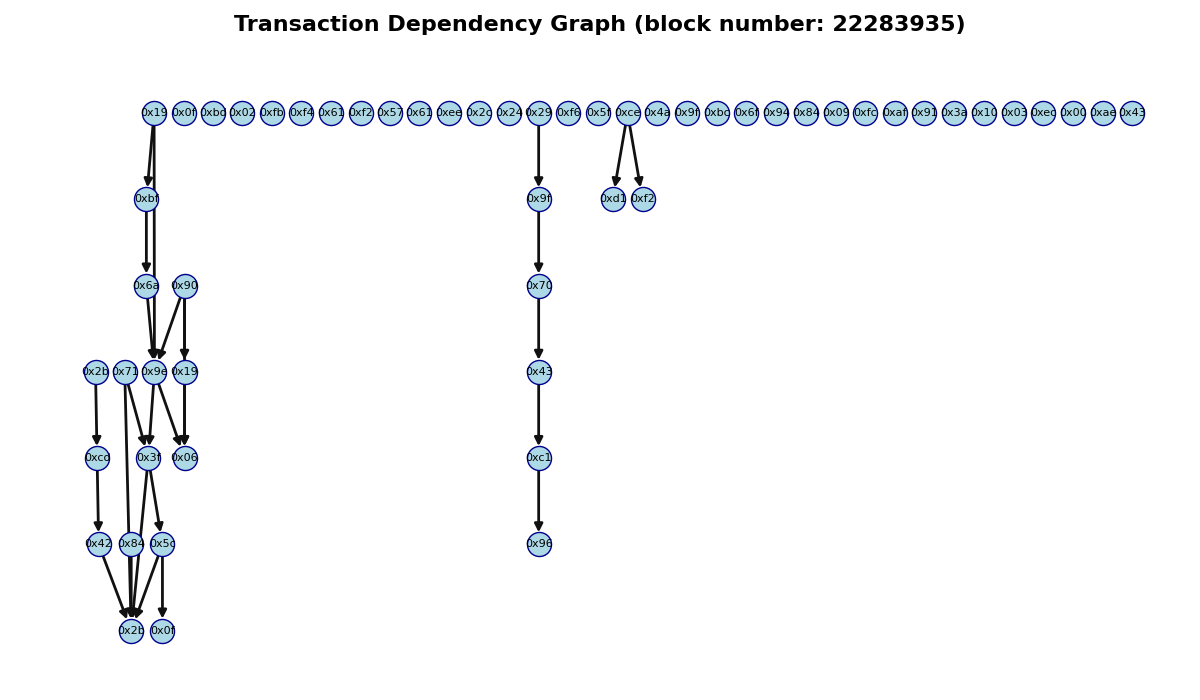 Transaction Dependency Graph (block number: 22283935)
0x19 0x0f 0xbd 0x02 0xfb 0xf4 0x61 0xf2 0x57 0x61 0xee 0x2c 0x24 0x29 0xf6 0x5f 0xce 0x4a 0x9f 0xbc 0x6f 0x94 0x84 0x09 0xfc 0xaf 0x91 0x3a 0x10 0x03 0xec 0x00 0xae 0x43
0xbf 0x9f 0xd1 0xf2
0x6a 0x90 0x70
0x2b 0x71 0x9e 0x19 0x43
0xcd 0x3f 0x06 0xc1
0x42 0x84 0x5c 0x96
0x2b 0x0f